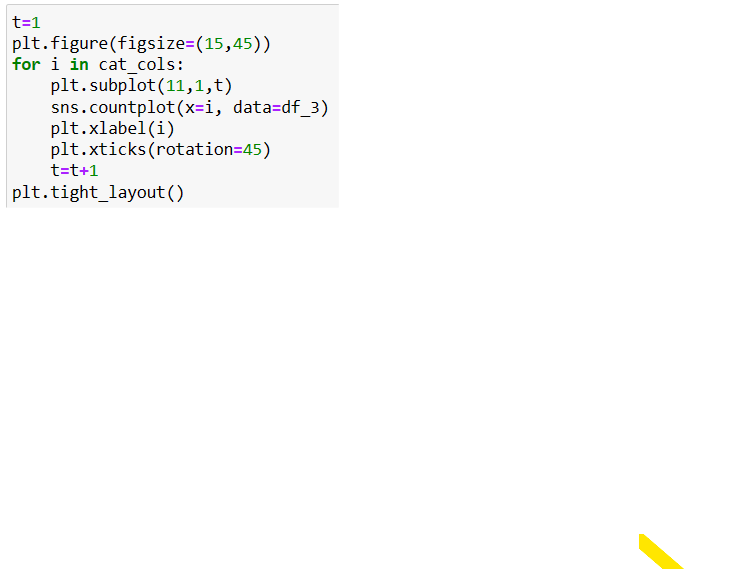 t=1
plt.figure(figsize=(15,45))
for i in cat_cols:
    plt.subplot(11,1,t)
    sns.countplot(x=i, data=df_3)
    plt.xlabel(i)
    plt.xticks(rotation=45)
    t=t+1
plt.tight_layout()